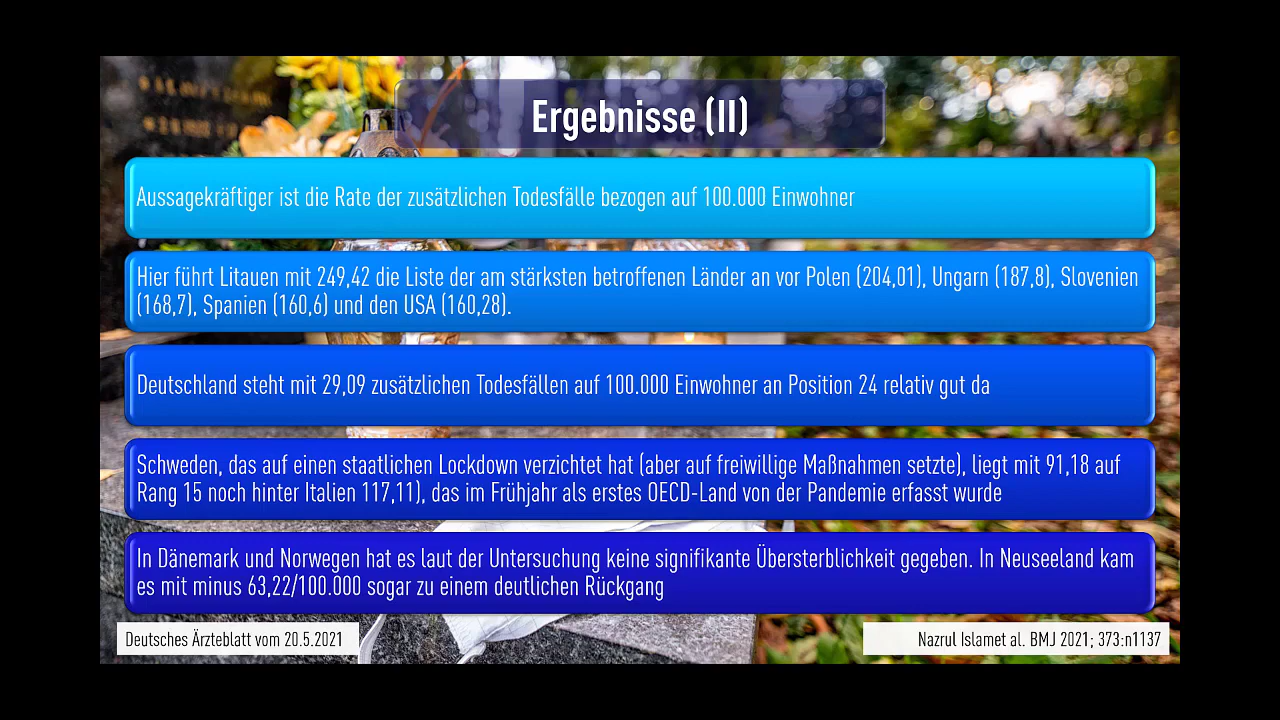 Ergebnisse (II)
Aussagekräftiger ist die Rate der zusätzlichen Todesfälle bezogen auf 100.000 Einwohner
Hier führt Litauen mit 249,42 die Liste der am stärksten betroffenen Länder an vor Polen (204,01), Ungarn (187,8), Slovenien
(168,7), Spanien (160,6) und den USA (160,28).
Deutschland steht mit 29,09 zusätzlichen Todesfällen auf 100.000 Einwohner an Position 24 relativ gut da
Schweden, das auf einen staatlichen Lockdown verzichtet hat (aber auf freiwillige Maßnahmen setzte), liegt mit 91,18 auf
Rang 15 noch hinter Italien 117,11), das im Frühjahr als erstes OECD-Land von der Pandemie erfasst wurde
In Dänemark und Norwegen hat es laut der Untersuchung keine signifikante Übersterblichkeit gegeben. In Neuseeland kam
es mit minus 63,22/100.000 sogar zu einem deutlichen Rückgang
Deutsches Ärzteblatt vom 20.5.2021
Nazrul Islamet al. BMJ 2021; 373:n1137